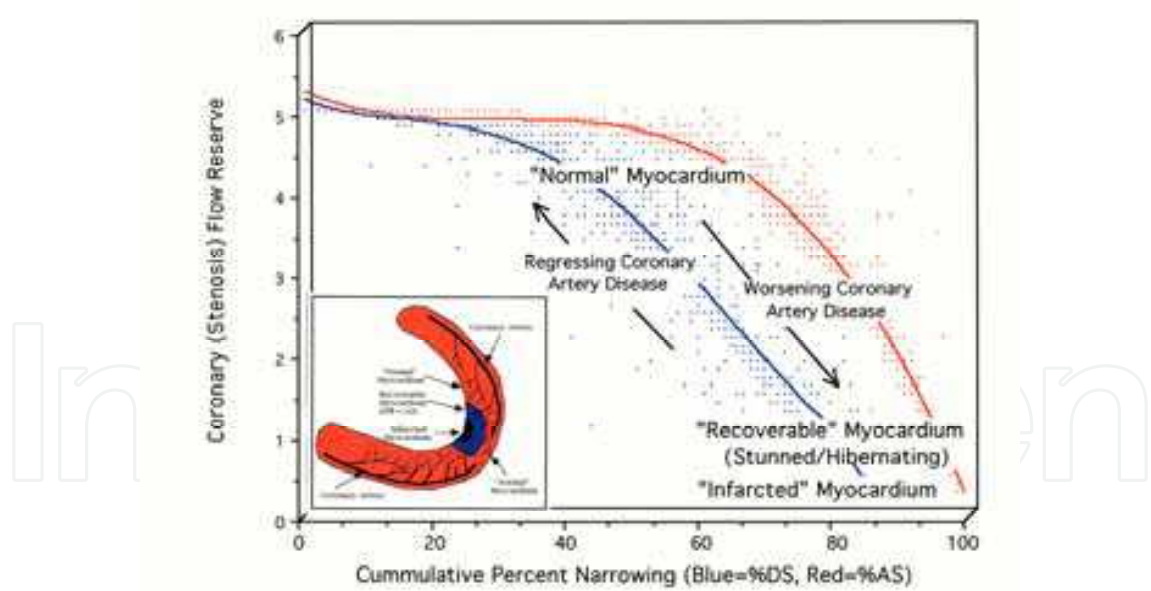 6
5
4
3
2
1
0
Coronary (Stenosis) Flow Reserve
"Normal" Myocardium
Regressing Coronary
Artery Disease
Worsening Coronary
Artery Disease
"Recoverable" Myocardium
(Stunned/Hibernating)
"Infarcted" Myocardium
0 20 40 60 80 100
Cummulative Percent Narrowing (Blue=%DS, Red=%AS)